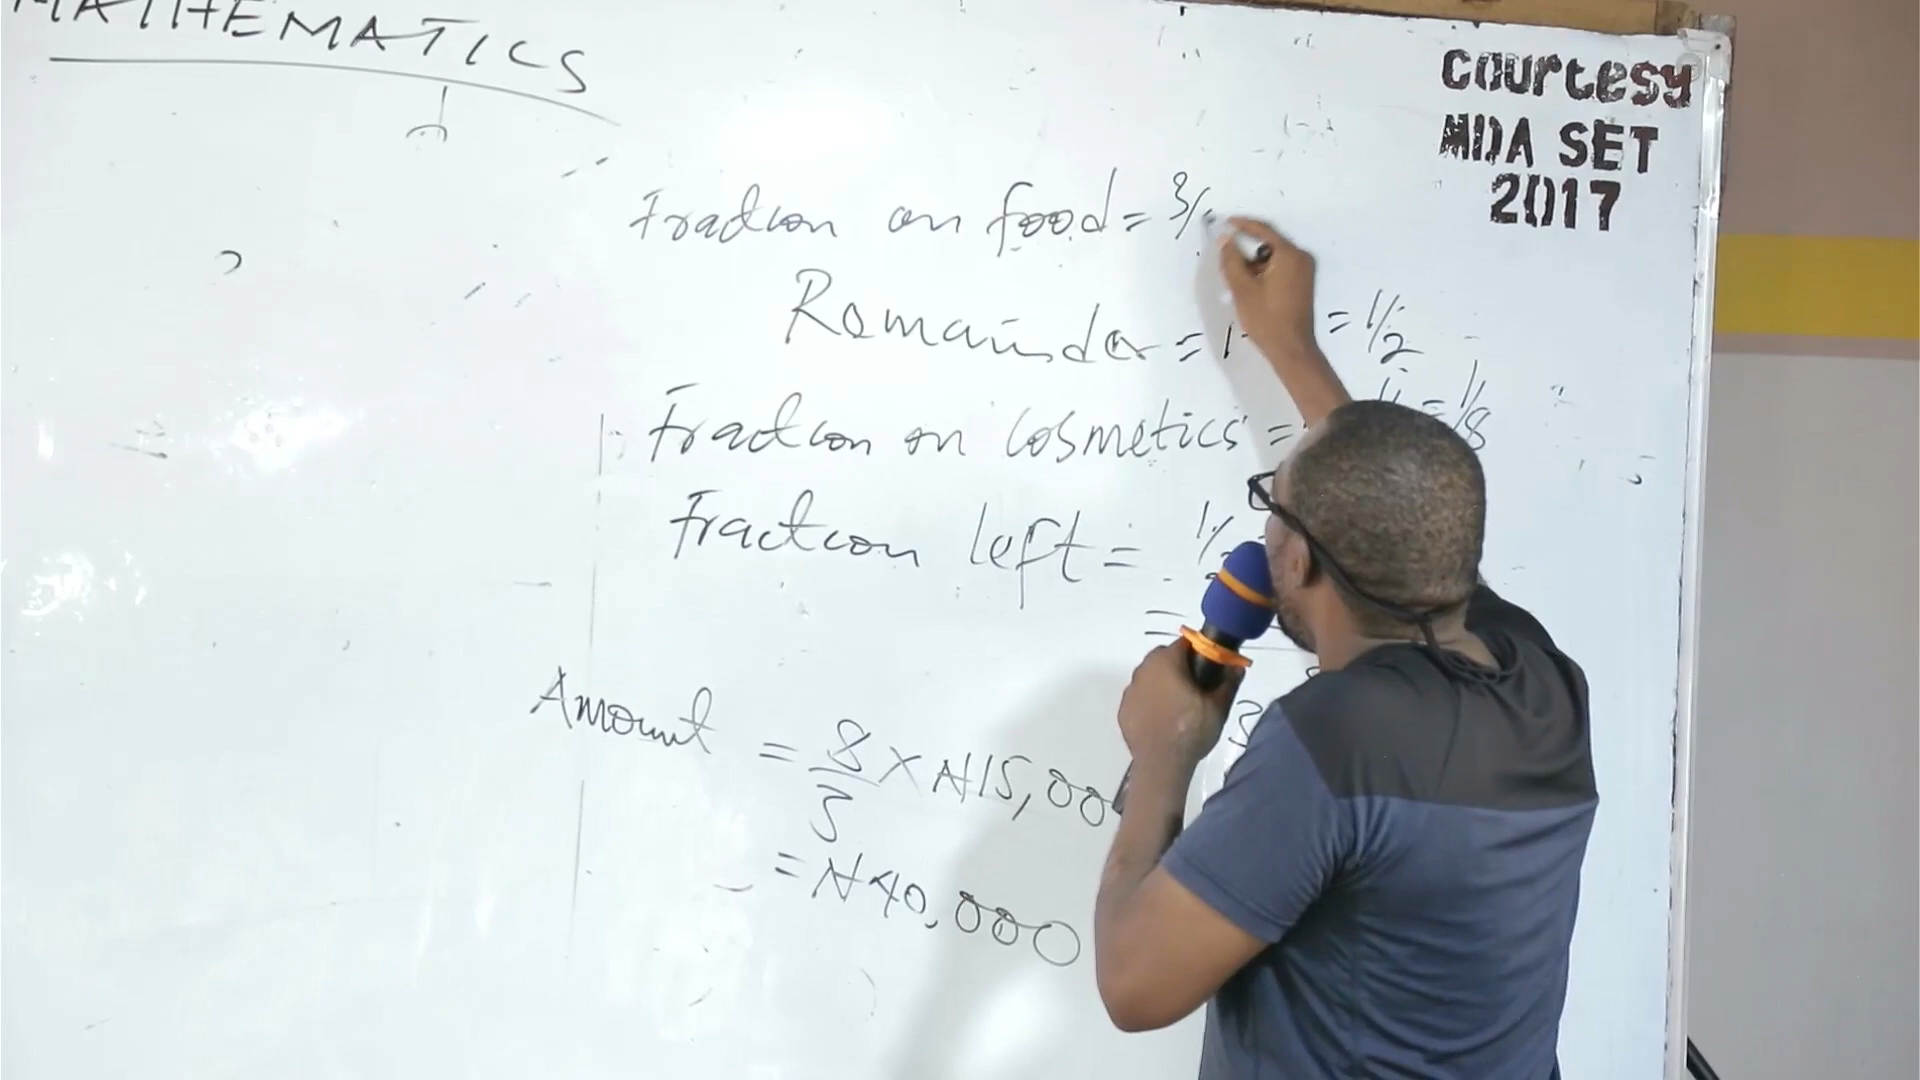 MATHEMATICS
COURTESY
MDA SET
2017
Fraction on food = 3/
Remainder = 1 = 1/2
Fraction on cosmetics = = 1/8
Fraction left = 1/
=
Amount = 8/3 × ₦15,00
= ₦40,000